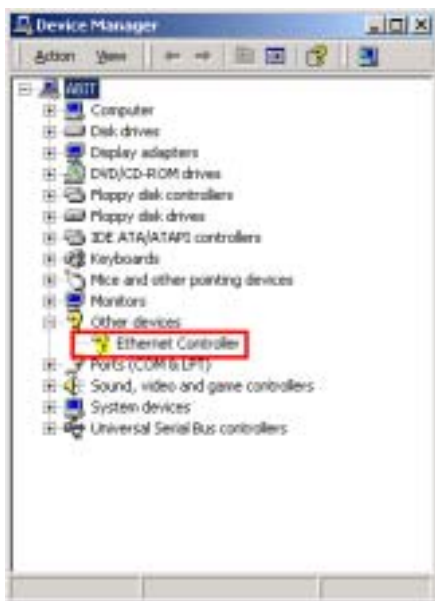 Device Manager
Action View
ABIT
Computer
Disk drives
Display adapters
DVD/CD-ROM drives
Floppy disk controllers
Floppy disk drives
IDE ATA/ATAPI controllers
Keyboards
Mice and other pointing devices
Monitors
Other devices
Ethernet Controller
Ports (COM & LPT)
Sound, video and game controllers
System devices
Universal Serial Bus controllers